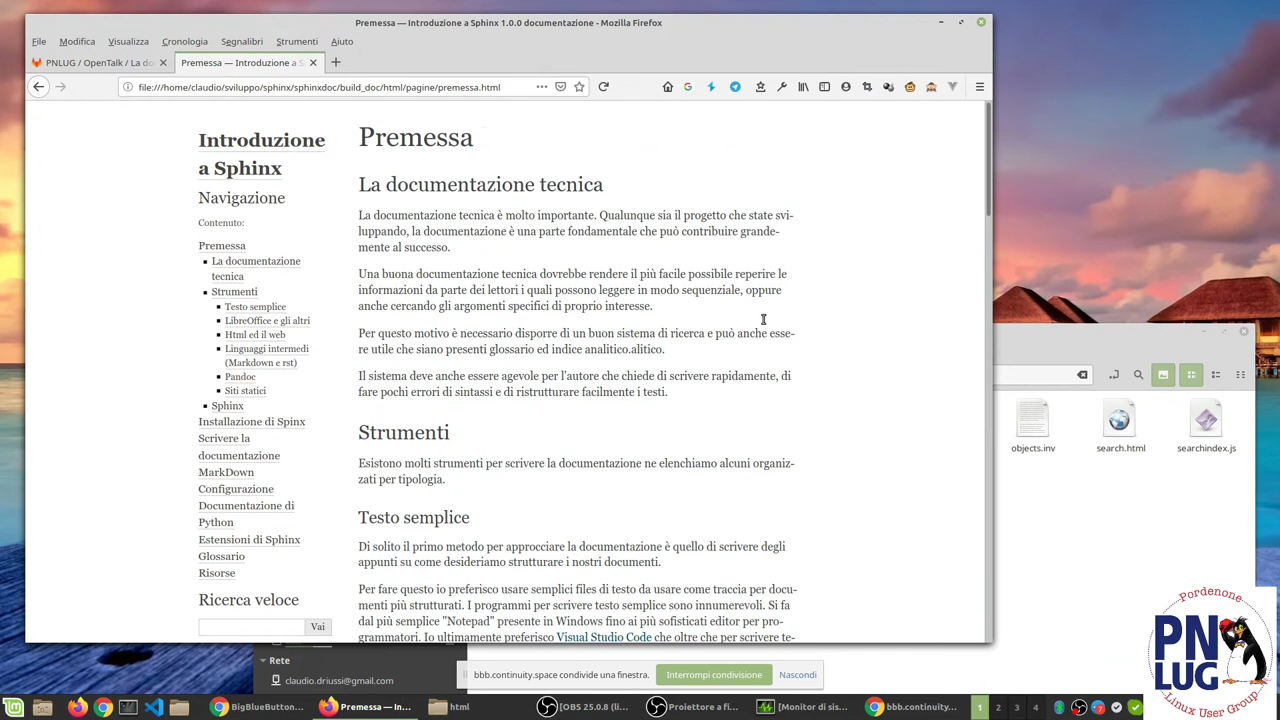 Premessa — Introduzione a Sphinx 1.0.0 documentazione - Mozilla Firefox
File Modifica Visualizza Cronologia Segnalibri Strumenti Aiuto
PNLUG / OpenTalk / La do
Premessa — Introduzione a S
file:///home/claudio/sviluppo/sphinx/sphinxdoc/build_doc/html/pagine/premessa.html
Introduzione
a Sphinx
Navigazione
Contenuto:
Premessa
La documentazione
tecnica
Strumenti
Testo semplice
LibreOffice e gli altri
Html ed il web
Linguaggi intermedi
(Markdown e rst)
Pandoc
Siti statici
Sphinx
Installazione di Spinx
Scrivere la
documentazione
MarkDown
Configurazione
Documentazione di
Python
Estensioni di Sphinx
Glossario
Risorse
Ricerca veloce
Vai
Premessa
La documentazione tecnica
La documentazione tecnica è molto importante. Qualunque sia il progetto che state svi-
luppando, la documentazione è una parte fondamentale che può contribuire grande-
mente al successo.
Una buona documentazione tecnica dovrebbe rendere il più facile possibile reperire le
informazioni da parte dei lettori i quali possono leggere in modo sequenziale, oppure
anche cercando gli argomenti specifici di proprio interesse.
Per questo motivo è necessario disporre di un buon sistema di ricerca e può anche esse-
re utile che siano presenti glossario ed indice analitico.alitico.
Il sistema deve anche essere agevole per l'autore che chiede di scrivere rapidamente, di
fare pochi errori di sintassi e di ristrutturare facilmente i testi.
Strumenti
Esistono molti strumenti per scrivere la documentazione ne elenchiamo alcuni organiz-
zati per tipologia.
Testo semplice
Di solito il primo metodo per approcciare la documentazione è quello di scrivere degli
appunti su come desideriamo strutturare i nostri documenti.
Per fare questo io preferisco usare semplici files di testo da usare come traccia per docu-
menti più strutturati. I programmi per scrivere testo semplice sono innumerevoli. Si fa
dal più semplice "Notepad" presente in Windows fino ai più sofisticati editor per pro-
grammatori. Io ultimamente preferisco Visual Studio Code che oltre che per scrivere te-
objects.inv
search.html
searchindex.js
Rete
claudio.driussi@gmail.com
bbb.continuity.space condivide una finestra.
Interrompi condivisione
Nascondi
Pordenone
PN
LUG
Linux User Group
BigBlueButton...
Premessa — In...
html
[OBS 25.0.8 (li...
Proiettore a fi...
[Monitor di sis...
bbb.continuity...
1 2 3 4